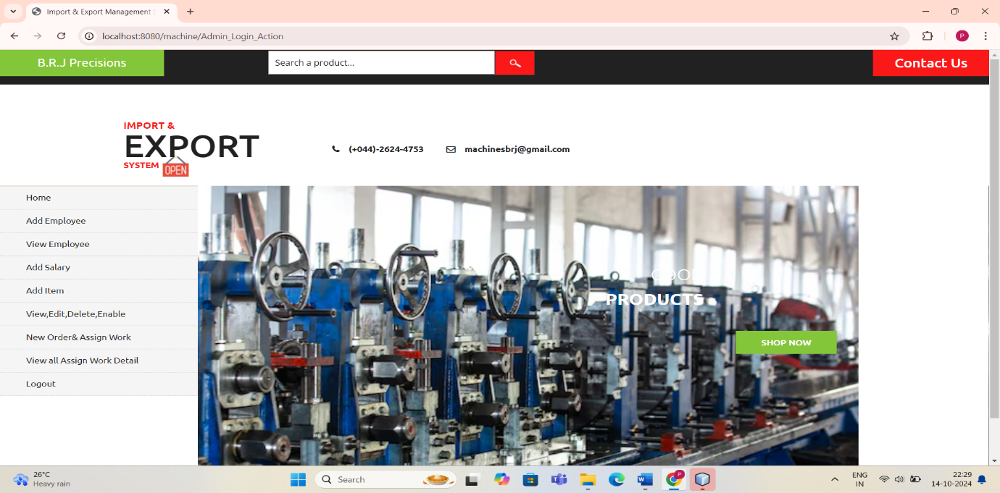 Import & Export Management
localhost:8080/machine/Admin_Login_Action
P
B.R.J Precisions
Search a product...
Contact Us
IMPORT &
EXPORT
SYSTEM
OPEN
(+044)-2624-4753
machinesbrj@gmail.com
Home
Add Employee
View Employee
Add Salary
Add Item
View,Edit,Delete,Enable
New Order& Assign Work
View all Assign Work Detail
Logout
PRODUCTS
SHOP NOW
26°C
Heavy rain
Search
P
ENG
IN
22:29
14-10-2024